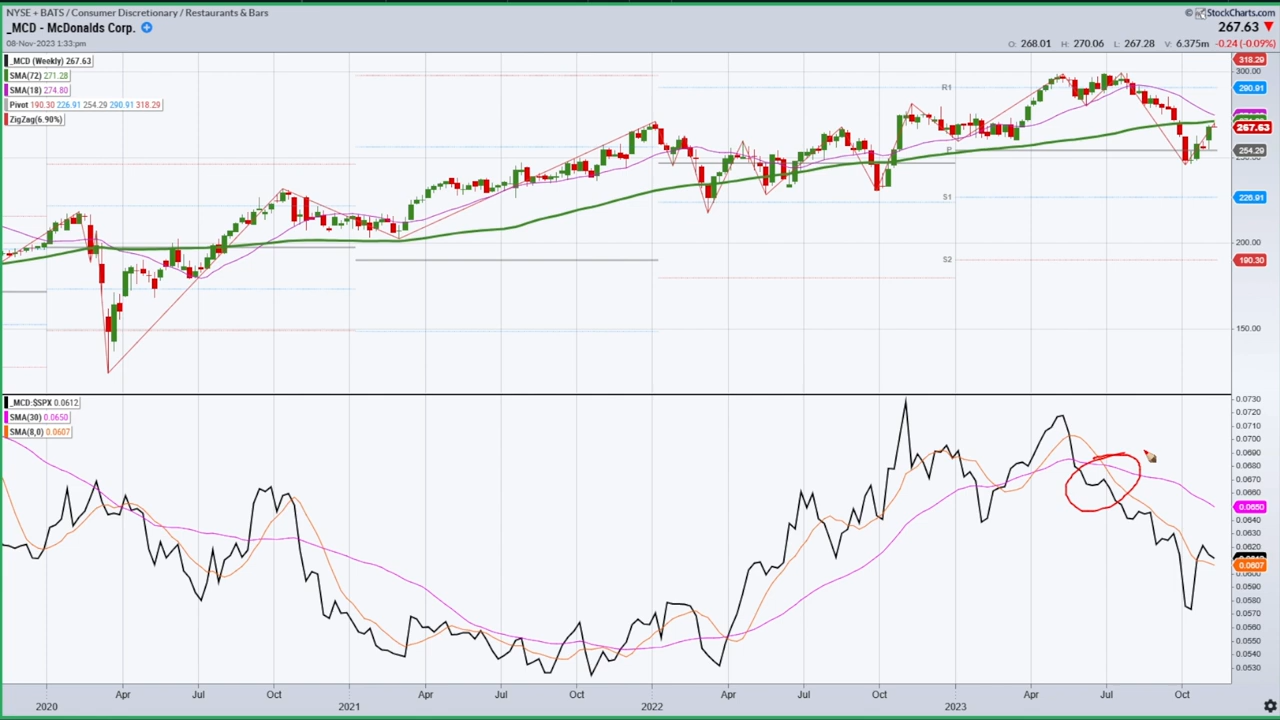 NYSE + BATS / Consumer Discretionary / Restaurants & Bars
© StockCharts.com
_MCD - McDonalds Corp.
267.63
08-Nov-2023 1:33:pm
O: 268.01 H: 270.06 L: 267.28 V: 6.375m -0.24 (-0.09%)
_MCD (Weekly) 267.63
SMA(72) 271.28
SMA(18) 274.80
Pivot 190.30 226.91 254.29 290.91 318.29
ZigZag(6.90%)
318.29
300.00
R1
290.91
267.63
P
254.29
S1
226.91
200.00
S2
190.30
150.00
_MCD:$SPX 0.0612
SMA(30) 0.0650
SMA(8,0) 0.0607
0.0730
0.0720
0.0710
0.0700
0.0690
0.0680
0.0670
0.0660
0.0650
0.0640
0.0630
0.0620
0.0607
0.0590
0.0580
0.0570
0.0560
0.0550
0.0540
0.0530
Apr Jul Oct Apr Jul Oct Apr Jul Oct Apr Jul Oct
2020 2021 2022 2023